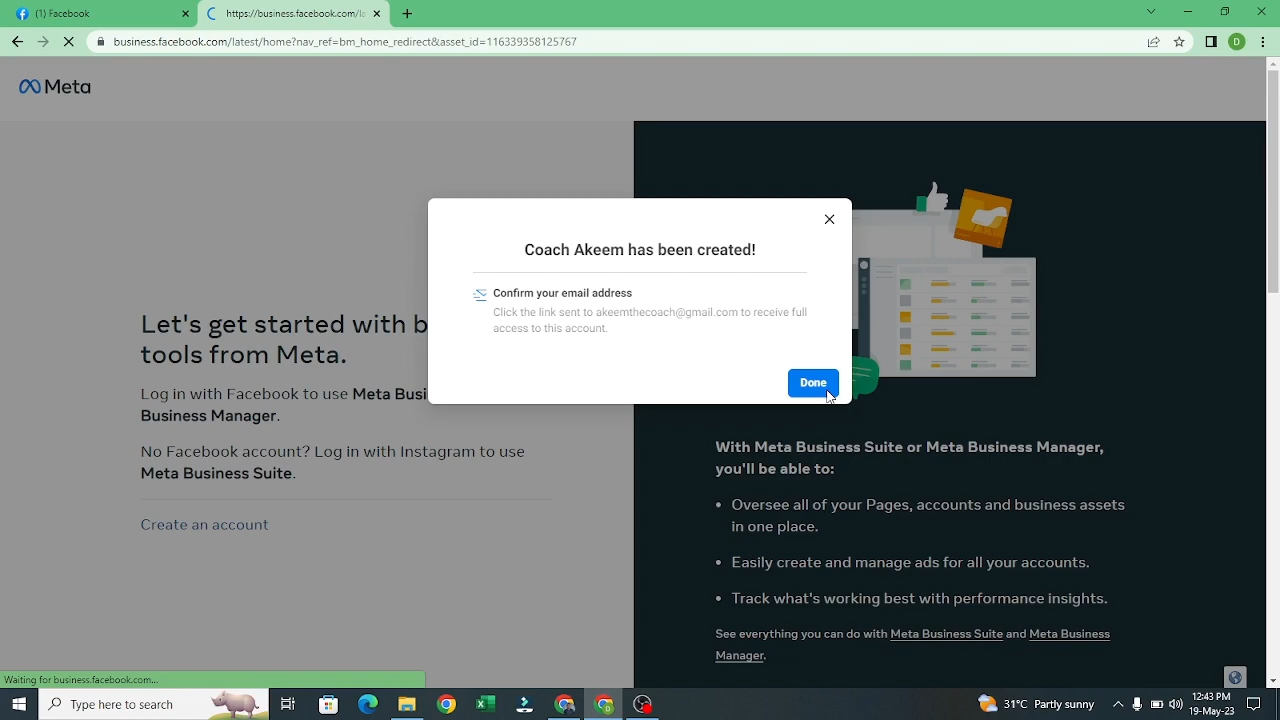 (1) Facebook
https://business.facebook.com/la
business.facebook.com/latest/home?nav_ref=bm_home_redirect&asset_id=116339358125767
D
Meta
Coach Akeem has been created!
Confirm your email address
Click the link sent to akeemthecoach@gmail.com to receive full
access to this account.
Done
Let's get started with b
tools from Meta.
Log in with Facebook to use Meta Busi
Business Manager.
No Facebook account? Log in with Instagram to use
Meta Business Suite.
Create an account
With Meta Business Suite or Meta Business Manager,
you'll be able to:
• Oversee all of your Pages, accounts and business assets
in one place.
• Easily create and manage ads for all your accounts.
• Track what's working best with performance insights.
See everything you can do with Meta Business Suite and Meta Business
Manager.
Waiting for business.facebook.com...
Type here to search
31°C Partly sunny
12:43 PM
19-May-23